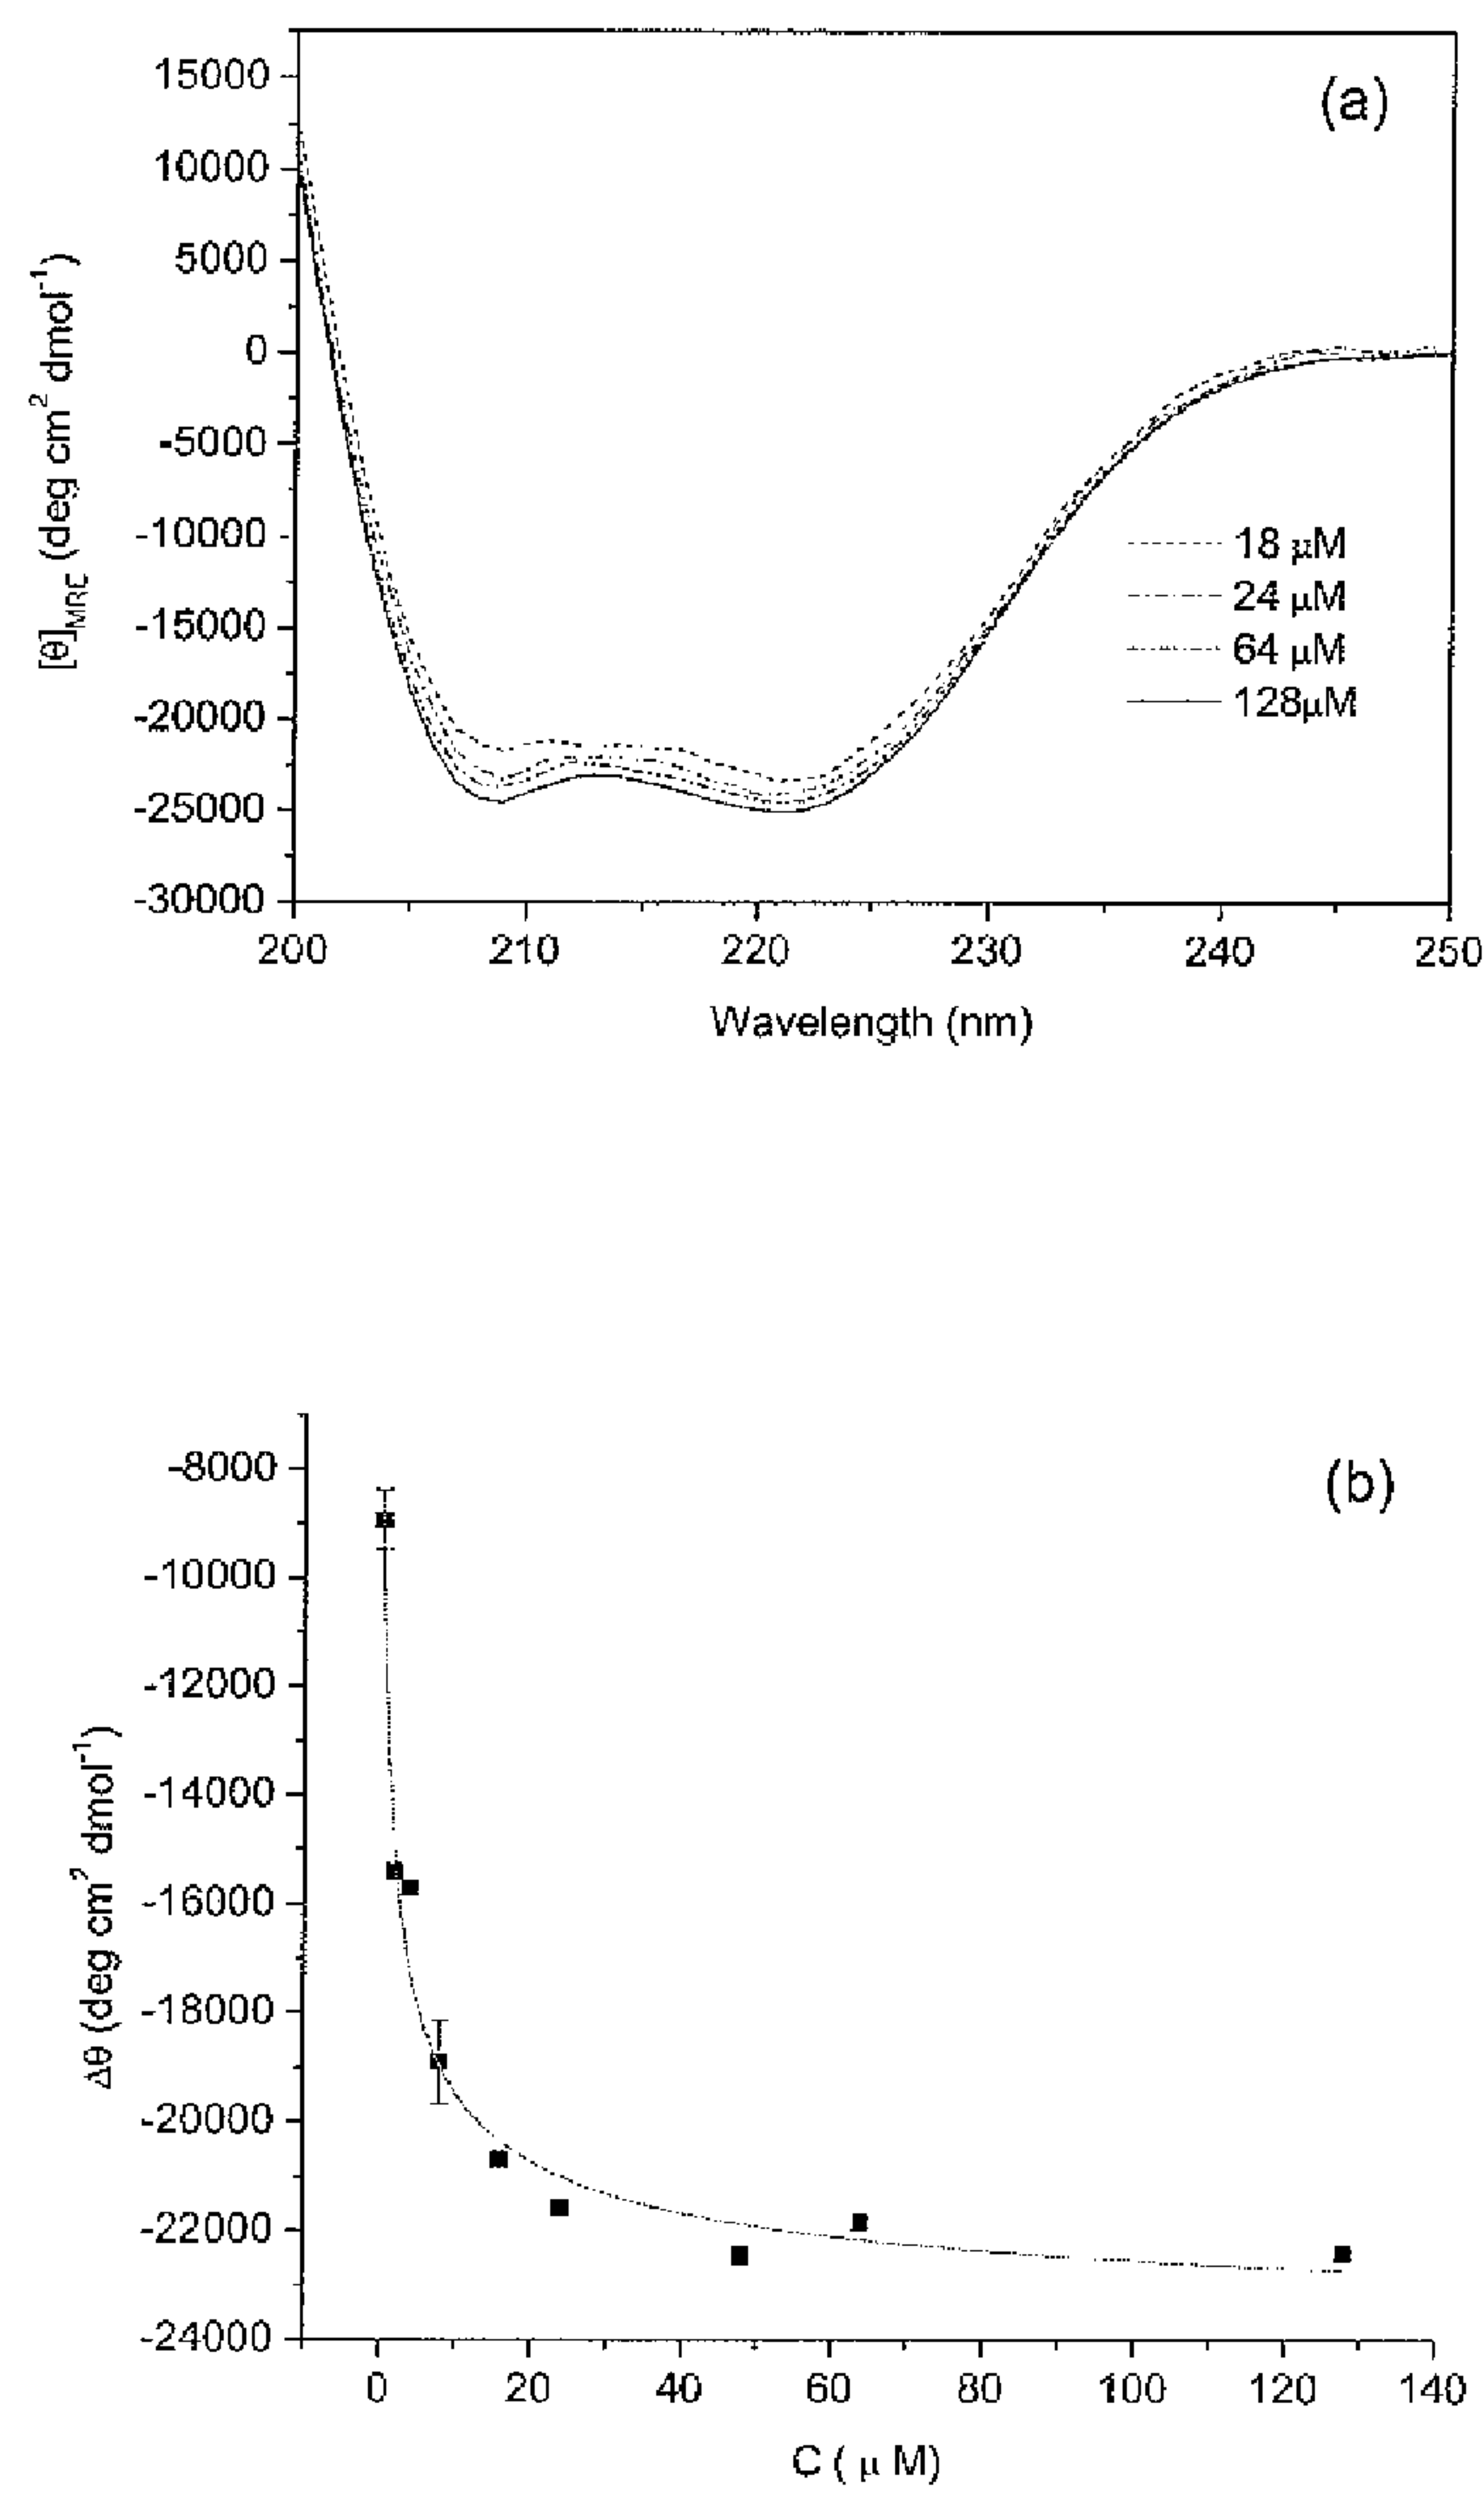 (a)
15000
10000
5000
0
-5000
-10000
-15000
-20000
-25000
-30000
[θ]MRE (deg cm² dmol⁻¹)
18 µM
24 µM
64 µM
128µM
200 210 220 230 240 250
Wavelength (nm)
(b)
-8000
-10000
-12000
-14000
-16000
-18000
-20000
-22000
-24000
Δθ (deg cm² dmol⁻¹)
0 20 40 60 80 100 120 140
C ( µ M)